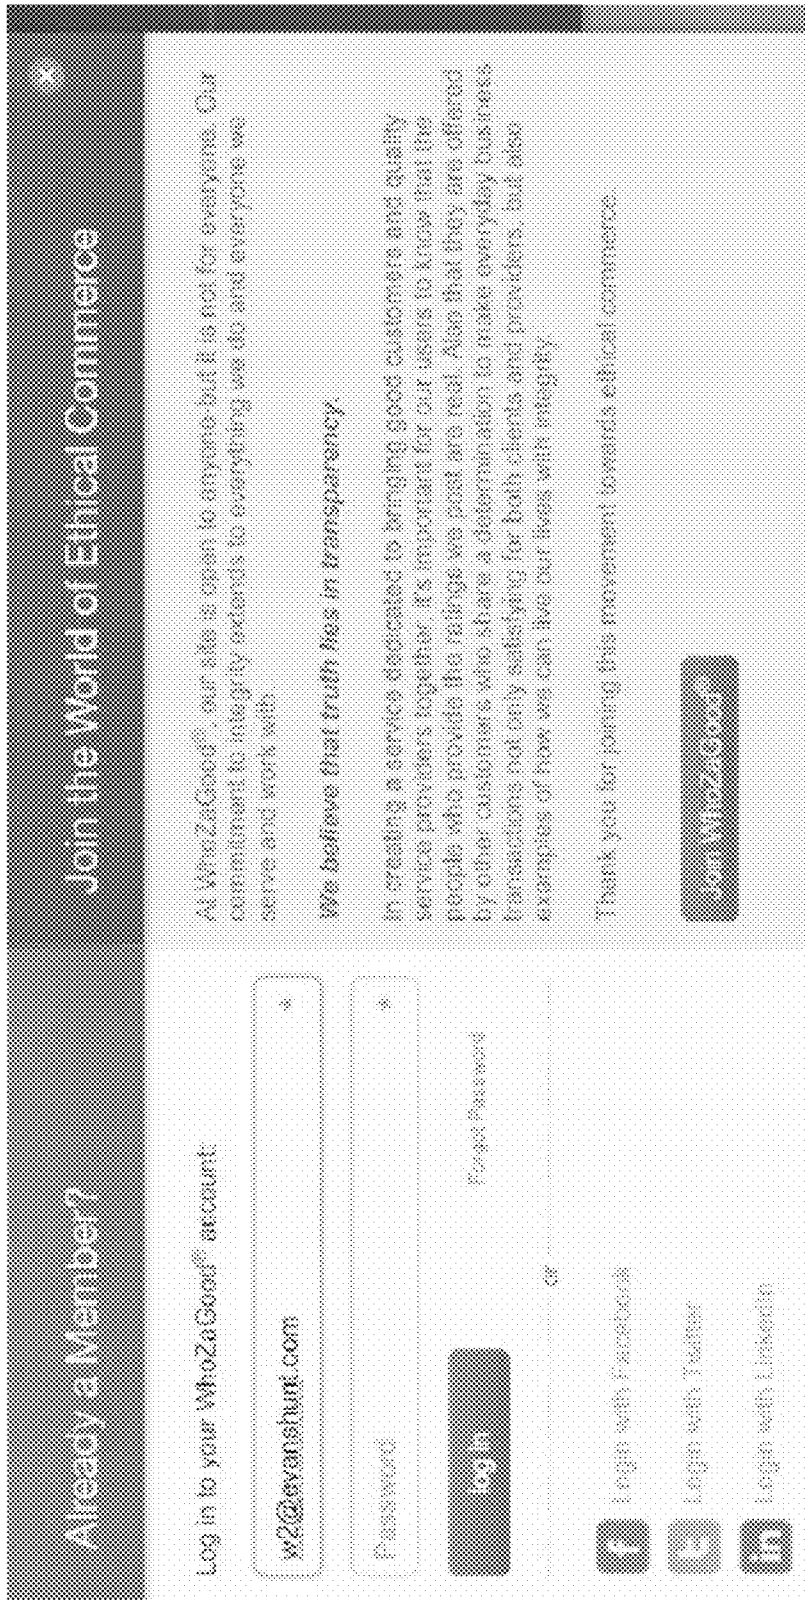 Already a Member?
Log in to your WhoZaGood® account:
w2@evanshunt.com
Password
log in
Forgot Password
or
f
Login with Facebook
t
Login with Twitter
in
Login with LinkedIn
Join the World of Ethical Commerce
x
At WhoZaGood®, our site is open to anyone-but it is not for everyone. Our
commitment to integrity extends to everything we do and everyone we
serve and work with
We believe that truth lies in transparency.
In creating a service dedicated to bringing good customers and quality
service providers together, it's important for our users to know that the
people who provide the ratings we post are real. Also that they are offered
by other customers who share a determination to make everyday business
transactions not only satisfying for both clients and providers, but also
examples of how we can live our lives with integrity.
Thank you for joining this movement towards ethical commerce.
Join WhoZaGood®